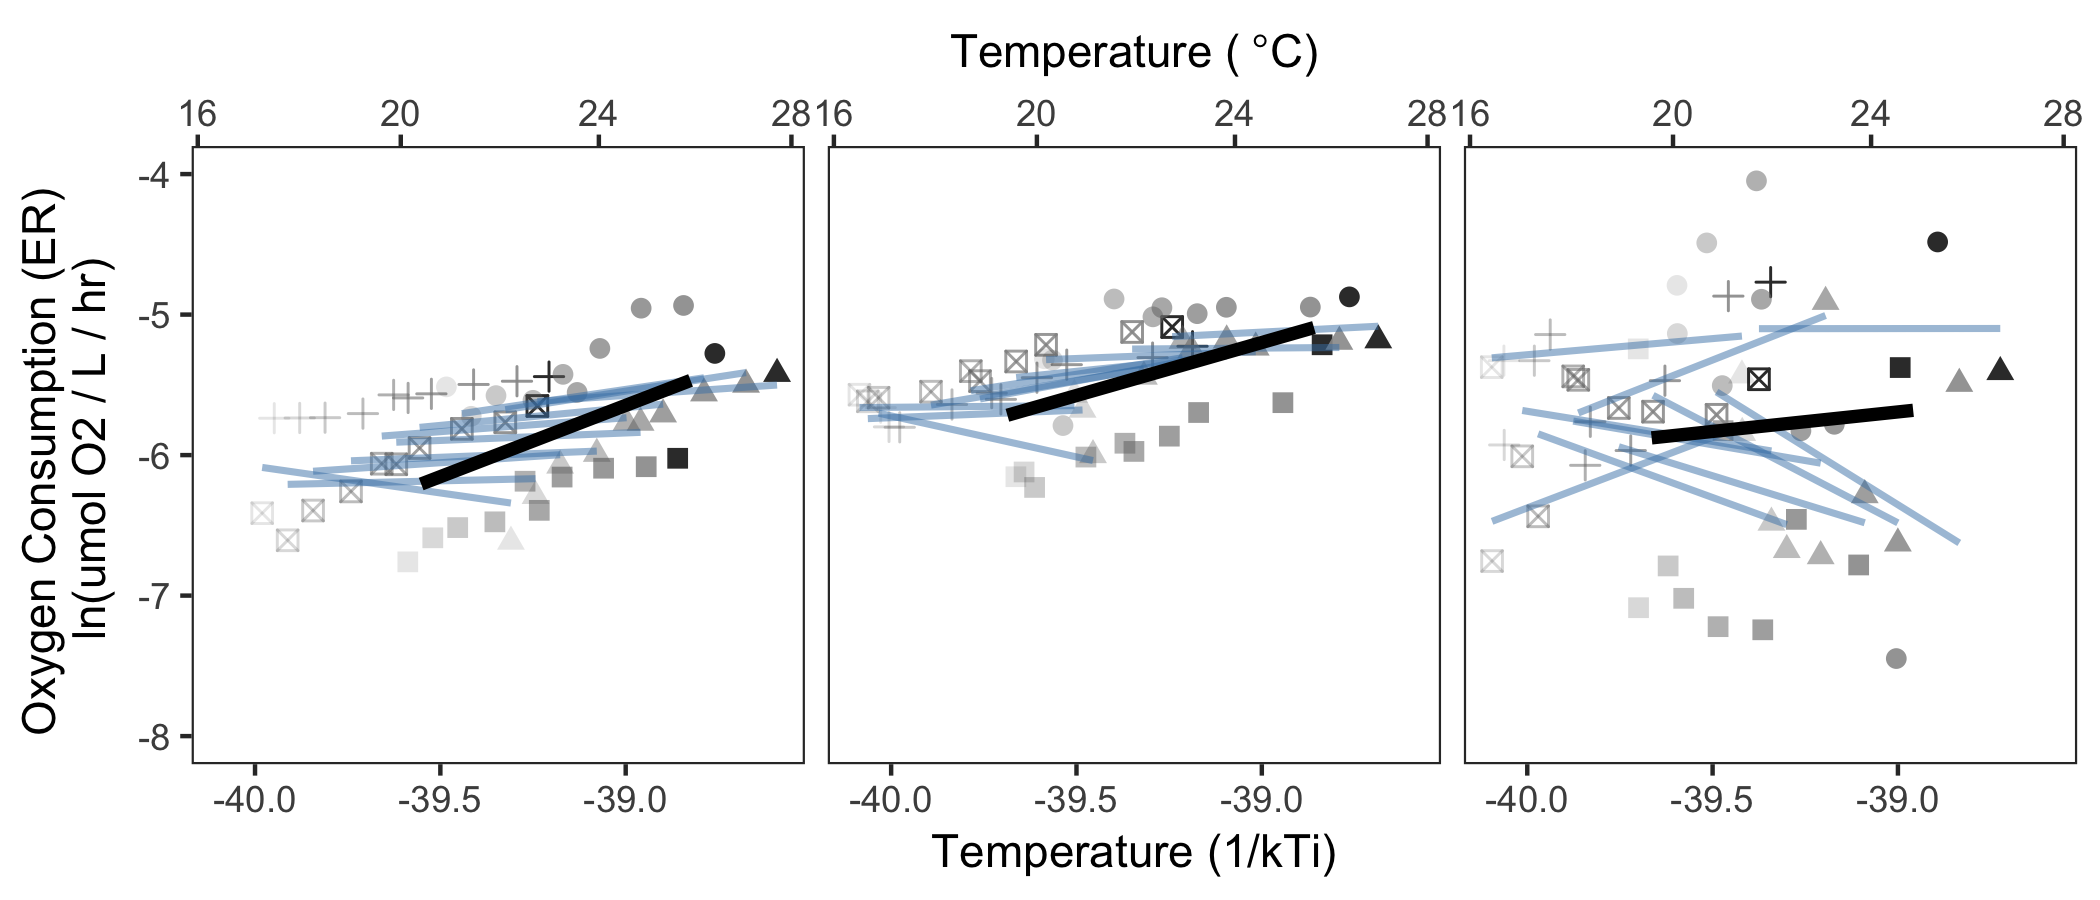 Temperature ( °C)
16 20 24 28 16 20 24 28 16 20 24 28
Oxygen Consumption (ER)
ln(umol O2 / L / hr)
-4
-5
-6
-7
-8
-40.0 -39.5 -39.0 -40.0 -39.5 -39.0 -40.0 -39.5 -39.0
Temperature (1/kTi)